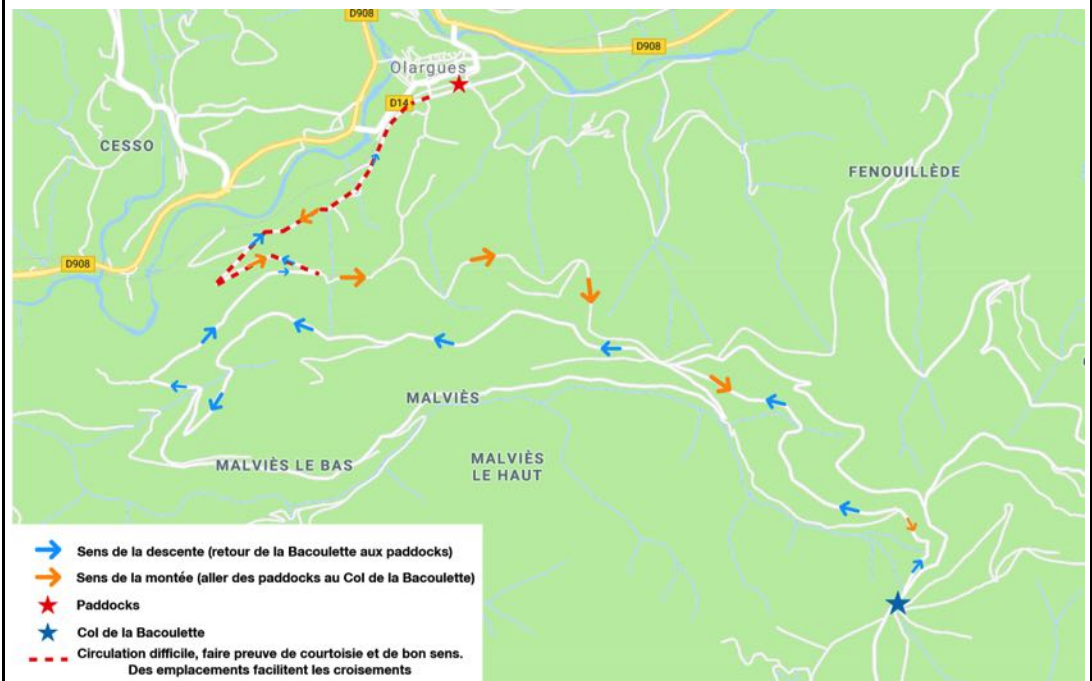 D908
D908
Olargues
D14
CESSO
FENOUILLÈDE
D908
MALVIÈS
MALVIÈS LE BAS
MALVIÈS
LE HAUT
Sens de la descente (retour de la Bacoulette aux paddocks)
Sens de la montée (aller des paddocks au Col de la Bacoulette)
Paddocks
Col de la Bacoulette
Circulation difficile, faire preuve de courtoisie et de bon sens.
Des emplacements facilitent les croisements